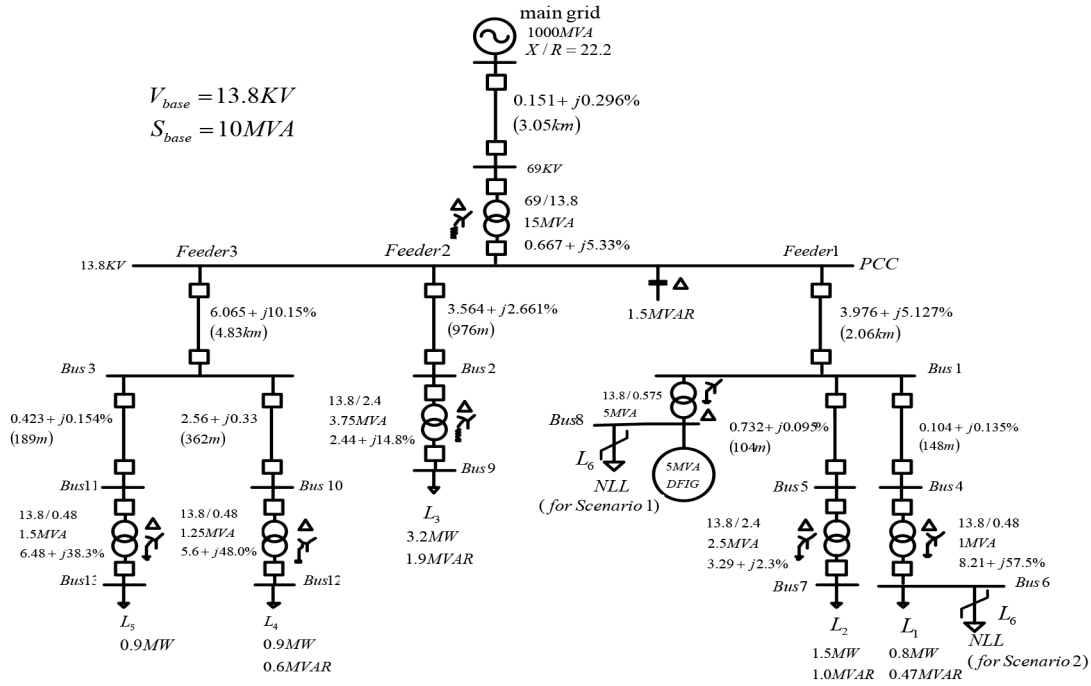 main grid
1000MVA
X / R = 22.2
V_base = 13.8KV
S_base = 10MVA
0.151 + j0.296%
(3.05km)
69KV
69/13.8
15MVA
0.667 + j5.33%
Feeder3
Feeder2
Feeder1
13.8KV
PCC
1.5MVAR
6.065 + j10.15%
(4.83km)
3.564 + j2.661%
(976m)
3.976 + j5.127%
(2.06km)
Bus 3
Bus 2
Bus 1
0.423 + j0.154%
(189m)
2.56 + j0.33
(362m)
13.8/2.4
3.75MVA
2.44 + j14.8%
Bus9
L3
3.2MW
1.9MVAR
13.8/0.575
5MVA
Bus8
L6
NLL
( for Scenario 1)
5MVA
DFIG
0.732 + j0.095%
(104m)
0.104 + j0.135%
(148m)
Bus11
Bus 10
Bus 5
Bus 4
13.8/0.48
1.5MVA
6.48 + j38.3%
13.8/0.48
1.25MVA
5.6 + j48.0%
13.8/2.4
2.5MVA
3.29 + j2.3%
13.8/0.48
1MVA
8.21 + j57.5%
Bus13
Bus12
Bus7
Bus 6
L5
0.9MW
L4
0.9MW
0.6MVAR
L2
1.5MW
1.0MVAR
L1
0.8MW
0.47MVAR
L6
NLL
( for Scenario 2)